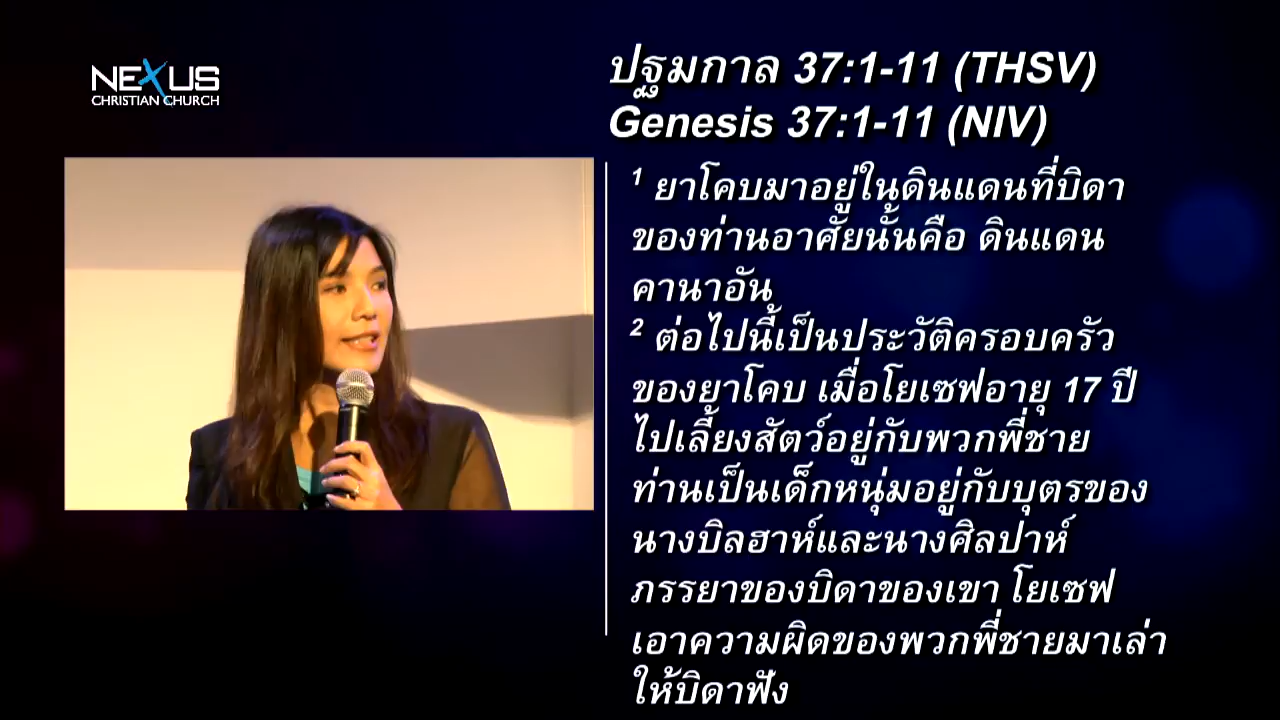 NEXUS
CHRISTIAN CHURCH
ปฐมกาล 37:1-11 (THSV)
Genesis 37:1-11 (NIV)
1 ยาโคบมาอยู่ในดินแดนที่บิดา
ของท่านอาศัยนั้นคือ ดินแดน
คานาอัน
2 ต่อไปนี้เป็นประวัติครอบครัว
ของยาโคบ เมื่อโยเซฟอายุ 17 ปี
ไปเลี้ยงสัตว์อยู่กับพวกพี่ชาย
ท่านเป็นเด็กหนุ่มอยู่กับบุตรของ
นางบิลฮาห์และนางศิลปาห์
ภรรยาของบิดาของเขา โยเซฟ
เอาความผิดของพวกพี่ชายมาเล่า
ให้บิดาฟัง